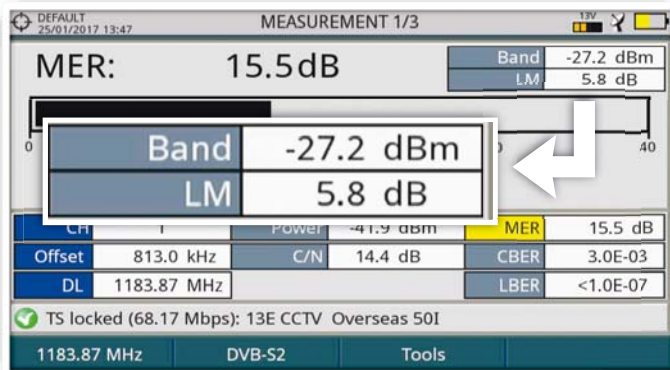 DEFAULT
25/01/2017 13:47
MEASUREMENT 1/3
13V
MER: 15.5 dB
Band -27.2 dBm
LM 5.8 dB
0 40
Band -27.2 dBm
LM 5.8 dB
CH 1 Power -41.9 dBm MER 15.5 dB
Offset 813.0 kHz C/N 14.4 dB CBER 3.0E-03
DL 1183.87 MHz LBER <1.0E-07
TS locked (68.17 Mbps): 13E CCTV Overseas 50I
1183.87 MHz DVB-S2 Tools